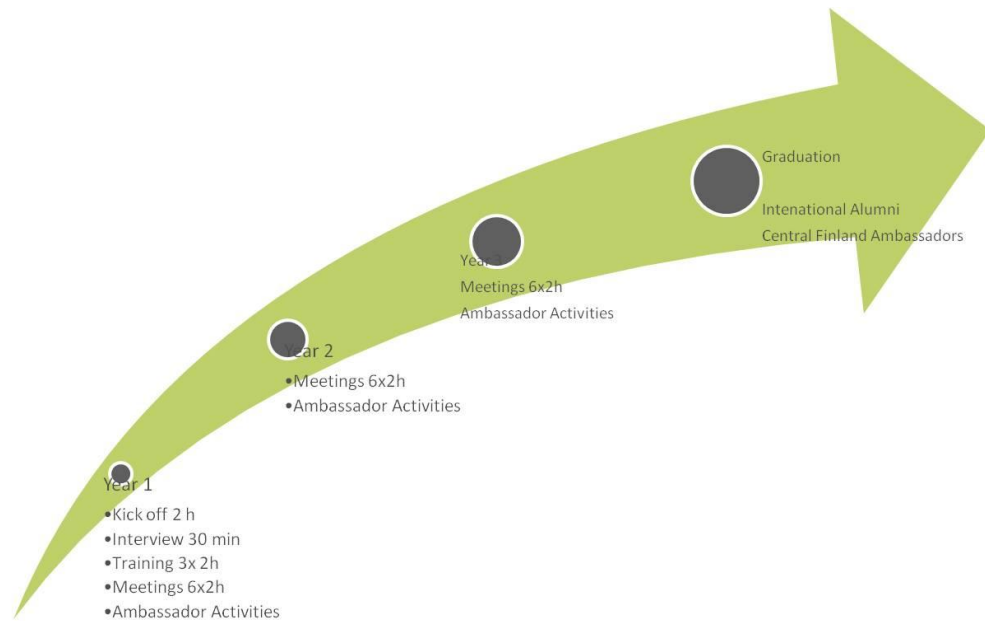 Year 1
•Kick off 2 h
•Interview 30 min
•Training 3x 2h
•Meetings 6x2h
•Ambassador Activities
Year 2
•Meetings 6x2h
•Ambassador Activities
Year 3
Meetings 6x2h
Ambassador Activities
Graduation
Intenational Alumni
Central Finland Ambassadors